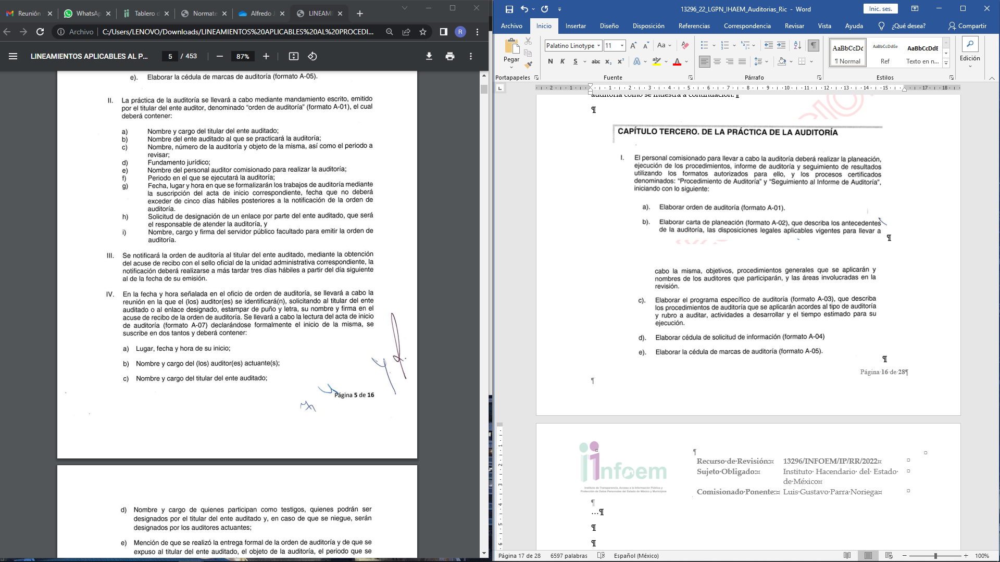 Reunión
WhatsAp
Tablero d
Normate
Alfredo J
LINEAMI
Archivo
C:/Users/LENOVO/Downloads/LINEAMIENTOS%20APLICABLES%20AL%20PROCEDI...
R
LINEAMIENTOS APLICABLES AL P...
5 / 453
87%
e). Elaborar la cédula de marcas de auditoría (formato A-05).
II. La práctica de la auditoría se llevará a cabo mediante mandamiento escrito, emitido
por el titular del ente auditor, denominado “orden de auditoría” (formato A-01), el cual
deberá contener:
a) Nombre y cargo del titular del ente auditado;
b) Nombre del ente auditado al que se practicará la auditoría;
c) Nombre, número de la auditoría y objeto de la misma, así como el periodo a
revisar;
d) Fundamento jurídico;
e) Nombre del personal auditor comisionado para realizar la auditoría;
f) Periodo en el que se ejecutará la auditoría;
g) Fecha, lugar y hora en que se formalizarán los trabajos de auditoría mediante
la suscripción del acta de inicio correspondiente, fecha que no deberá
exceder de cinco días hábiles posteriores a la notificación de la orden de
auditoría.
h) Solicitud de designación de un enlace por parte del ente auditado, que será
el responsable de atender la auditoría, y
i) Nombre, cargo y firma del servidor público facultado para emitir la orden de
auditoría.
III. Se notificará la orden de auditoría al titular del ente auditado, mediante la obtención
del acuse de recibo con el sello oficial de la unidad administrativa correspondiente, la
notificación deberá realizarse a más tardar tres días hábiles a partir del día siguiente
al de la fecha de su emisión.
IV. En la fecha y hora señalada en el oficio de orden de auditoría, se llevará a cabo la
reunión en la que el (los) auditor(es) se identificará(n), solicitando al titular del ente
auditado o al enlace designado, estampar de puño y letra, su nombre y firma en el
acuse de recibo de la orden de auditoría. Se llevará a cabo la lectura del acta de inicio
de auditoría (formato A-07) declarándose formalmente el inicio de la misma, se
suscribe en dos tantos y deberá contener:
a) Lugar, fecha y hora de su inicio;
b) Nombre y cargo del (los) auditor(es) actuante(s);
c) Nombre y cargo del titular del ente auditado;
Página 5 de 16
d) Nombre y cargo de quienes participan como testigos, quienes podrán ser
designados por el titular del ente auditado y, en caso de que se niegue, serán
designados por los auditores actuantes;
e) Mención de que se realizó la entrega formal de la orden de auditoría y de que se
expuso al titular del ente auditado, el objeto de la auditoría, el periodo que se
13296_22_LGPN_IHAEM_Auditorias_Ric - Word
Inic. ses.
Archivo Inicio Insertar Diseño Disposición Referencias Correspondencia Revisar Vista Ayuda ¿Qué desea? Compartir
Pegar
Palatino Linotype 11
Aa
N K S abc x₂ x² A A
AaBbCcDd AaBbCcDdEe AaBbCcDdE
¶ Normal Ref Texto en n...
Edición
Portapapeles Fuente Párrafo Estilos
2 1 1 2 3 4 5 6 7 8 9 10 11 12 13 14 15 17 18
auditoría como se muestra a continuación. ¶
¶
CAPÍTULO TERCERO. DE LA PRÁCTICA DE LA AUDITORÍA
I. El personal comisionado para llevar a cabo la auditoría deberá realizar la planeación,
ejecución de los procedimientos, informe de auditoría y seguimiento de resultados
utilizando los formatos autorizados para ello, y los procesos certificados
denominados: “Procedimiento de Auditoría” y “Seguimiento al Informe de Auditoría”,
iniciando con lo siguiente:
a). Elaborar orden de auditoría (formato A-01).
b). Elaborar carta de planeación (formato A-02), que describa los antecedentes
de la auditoría, las disposiciones legales aplicables vigentes para llevar a
¶
cabo la misma, objetivos, procedimientos generales que se aplicarán y
nombres de los auditores que participarán, y las áreas involucradas en la
revisión.
c). Elaborar el programa específico de auditoría (formato A-03), que describa
los procedimientos de auditoría que se aplicarán acordes al tipo de auditoría
y rubro a auditar, actividades a desarrollar y el tiempo estimado para su
ejecución.
d). Elaborar cédula de solicitud de información (formato A-04)
e). Elaborar la cédula de marcas de auditoría (formato A-05).
¶
Página·16·de·28¶
¶
infoem
Instituto de Transparencia, Acceso a la Información Pública y
Protección de Datos Personales del Estado de México y Municipios
¶
Recurso·de·Revisión:¤ 13296/INFOEM/IP/RR/2022¤
Sujeto·Obligado:¤ Instituto· Hacendario· del· Estado·
de·México¤
Comisionado·Ponente:¤ Luis·Gustavo·Parra·Noriega¤
¶
...¶
¶
¶
Página 17 de 28 6597 palabras Español (México) 100%